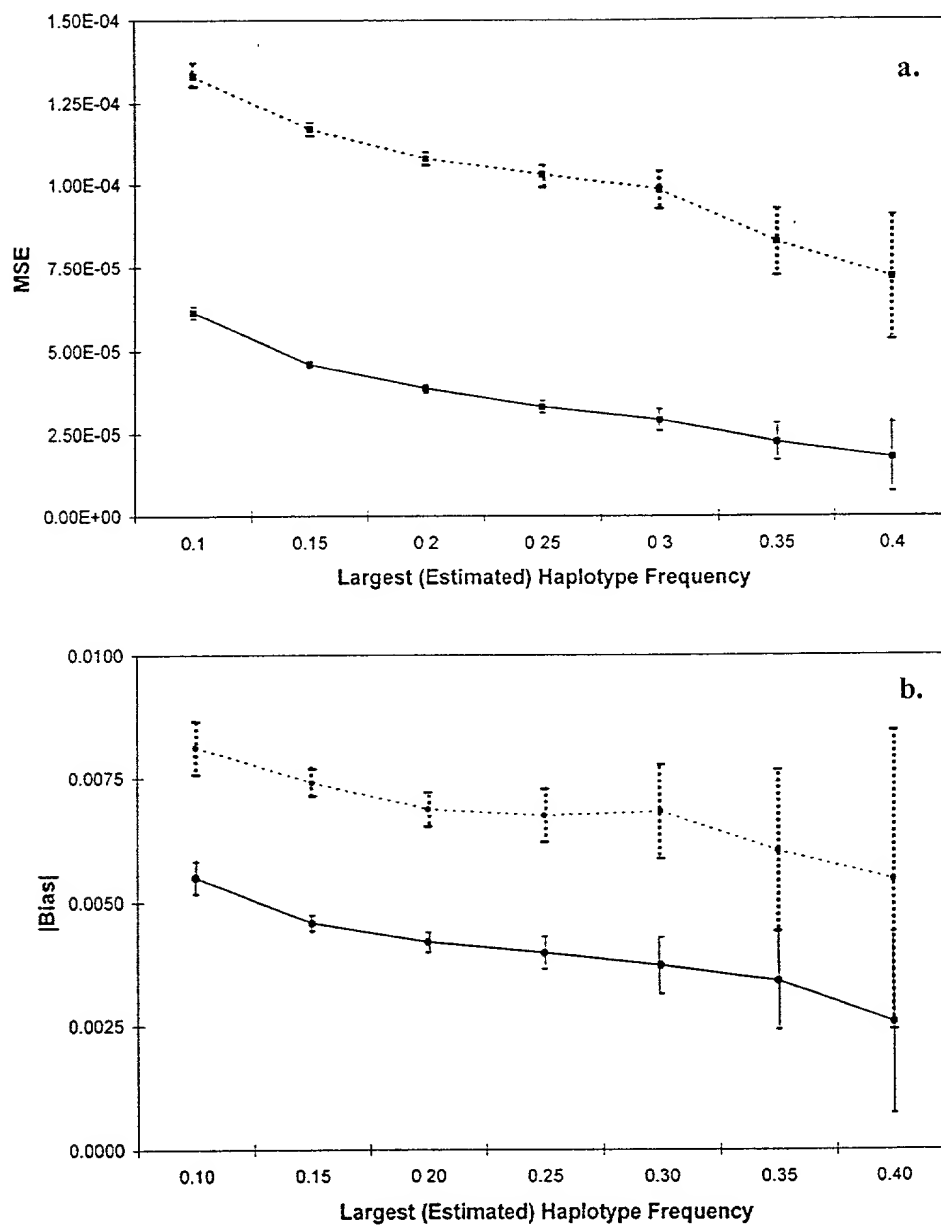 1.50E-04
a.
1.25E-04
1.00E-04
7.50E-05
5.00E-05
2.50E-05
0.00E+00
MSE
0.1 0.15 0 2 0 25 0 3 0.35 0.4
Largest (Estimated) Haplotype Frequency
0.0100
b.
0.0075
0.0050
0.0025
0.0000
|Bias|
0.10 0.15 0 20 0.25 0.30 0.35 0.40
Largest (Estimated) Haplotype Frequency